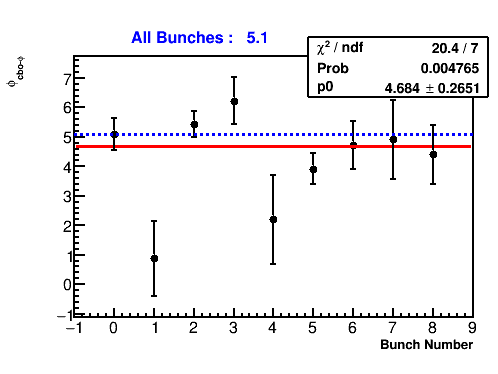 All Bunches : 5.1
χ² / ndf 20.4 / 7
Prob 0.004765
p0 4.684 ± 0.2651
ϕcbo-ϕ
7
6
5
4
3
2
1
0
−1
−1 0 1 2 3 4 5 6 7 8 9
Bunch Number